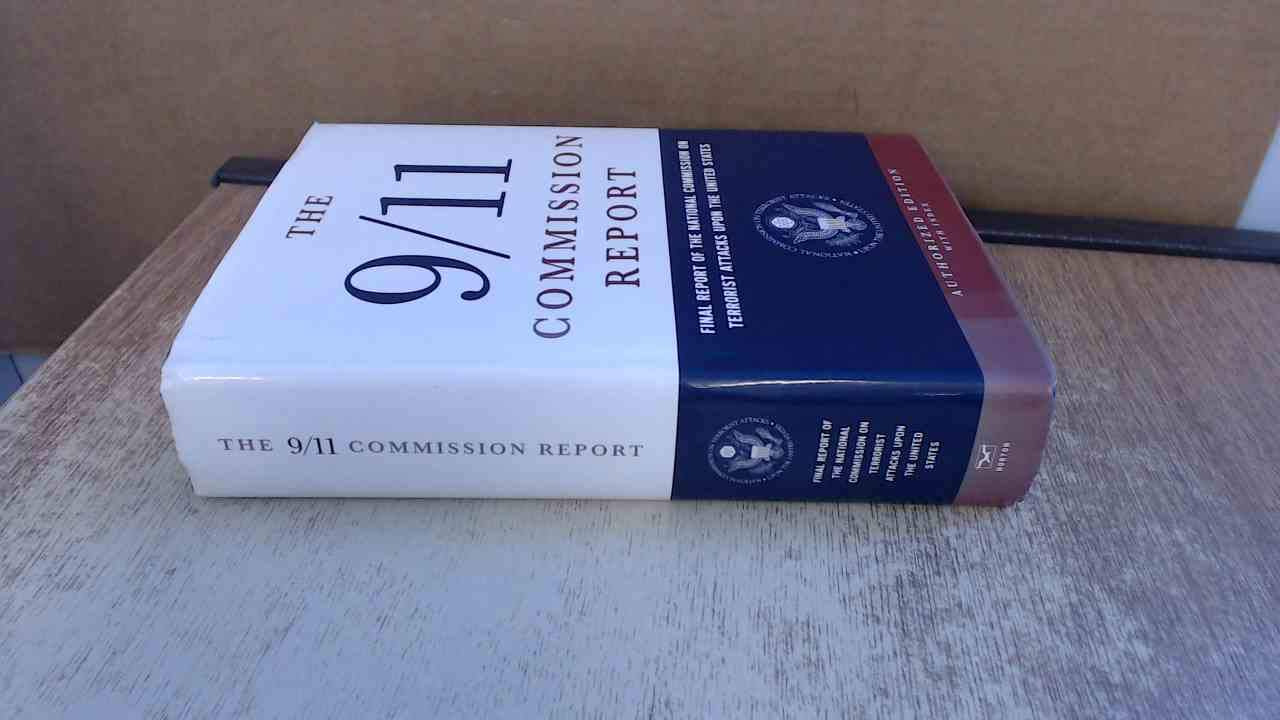 THE
9/11
COMMISSION
REPORT
FINAL REPORT OF THE NATIONAL COMMISSION ON
TERRORIST ATTACKS UPON THE UNITED STATES
AUTHORIZED EDITION
WITH INDEX
THE 9/11 COMMISSION REPORT
FINAL REPORT OF
THE NATIONAL
COMMISSION ON
TERRORIST
ATTACKS UPON
THE UNITED
STATES
NORTON